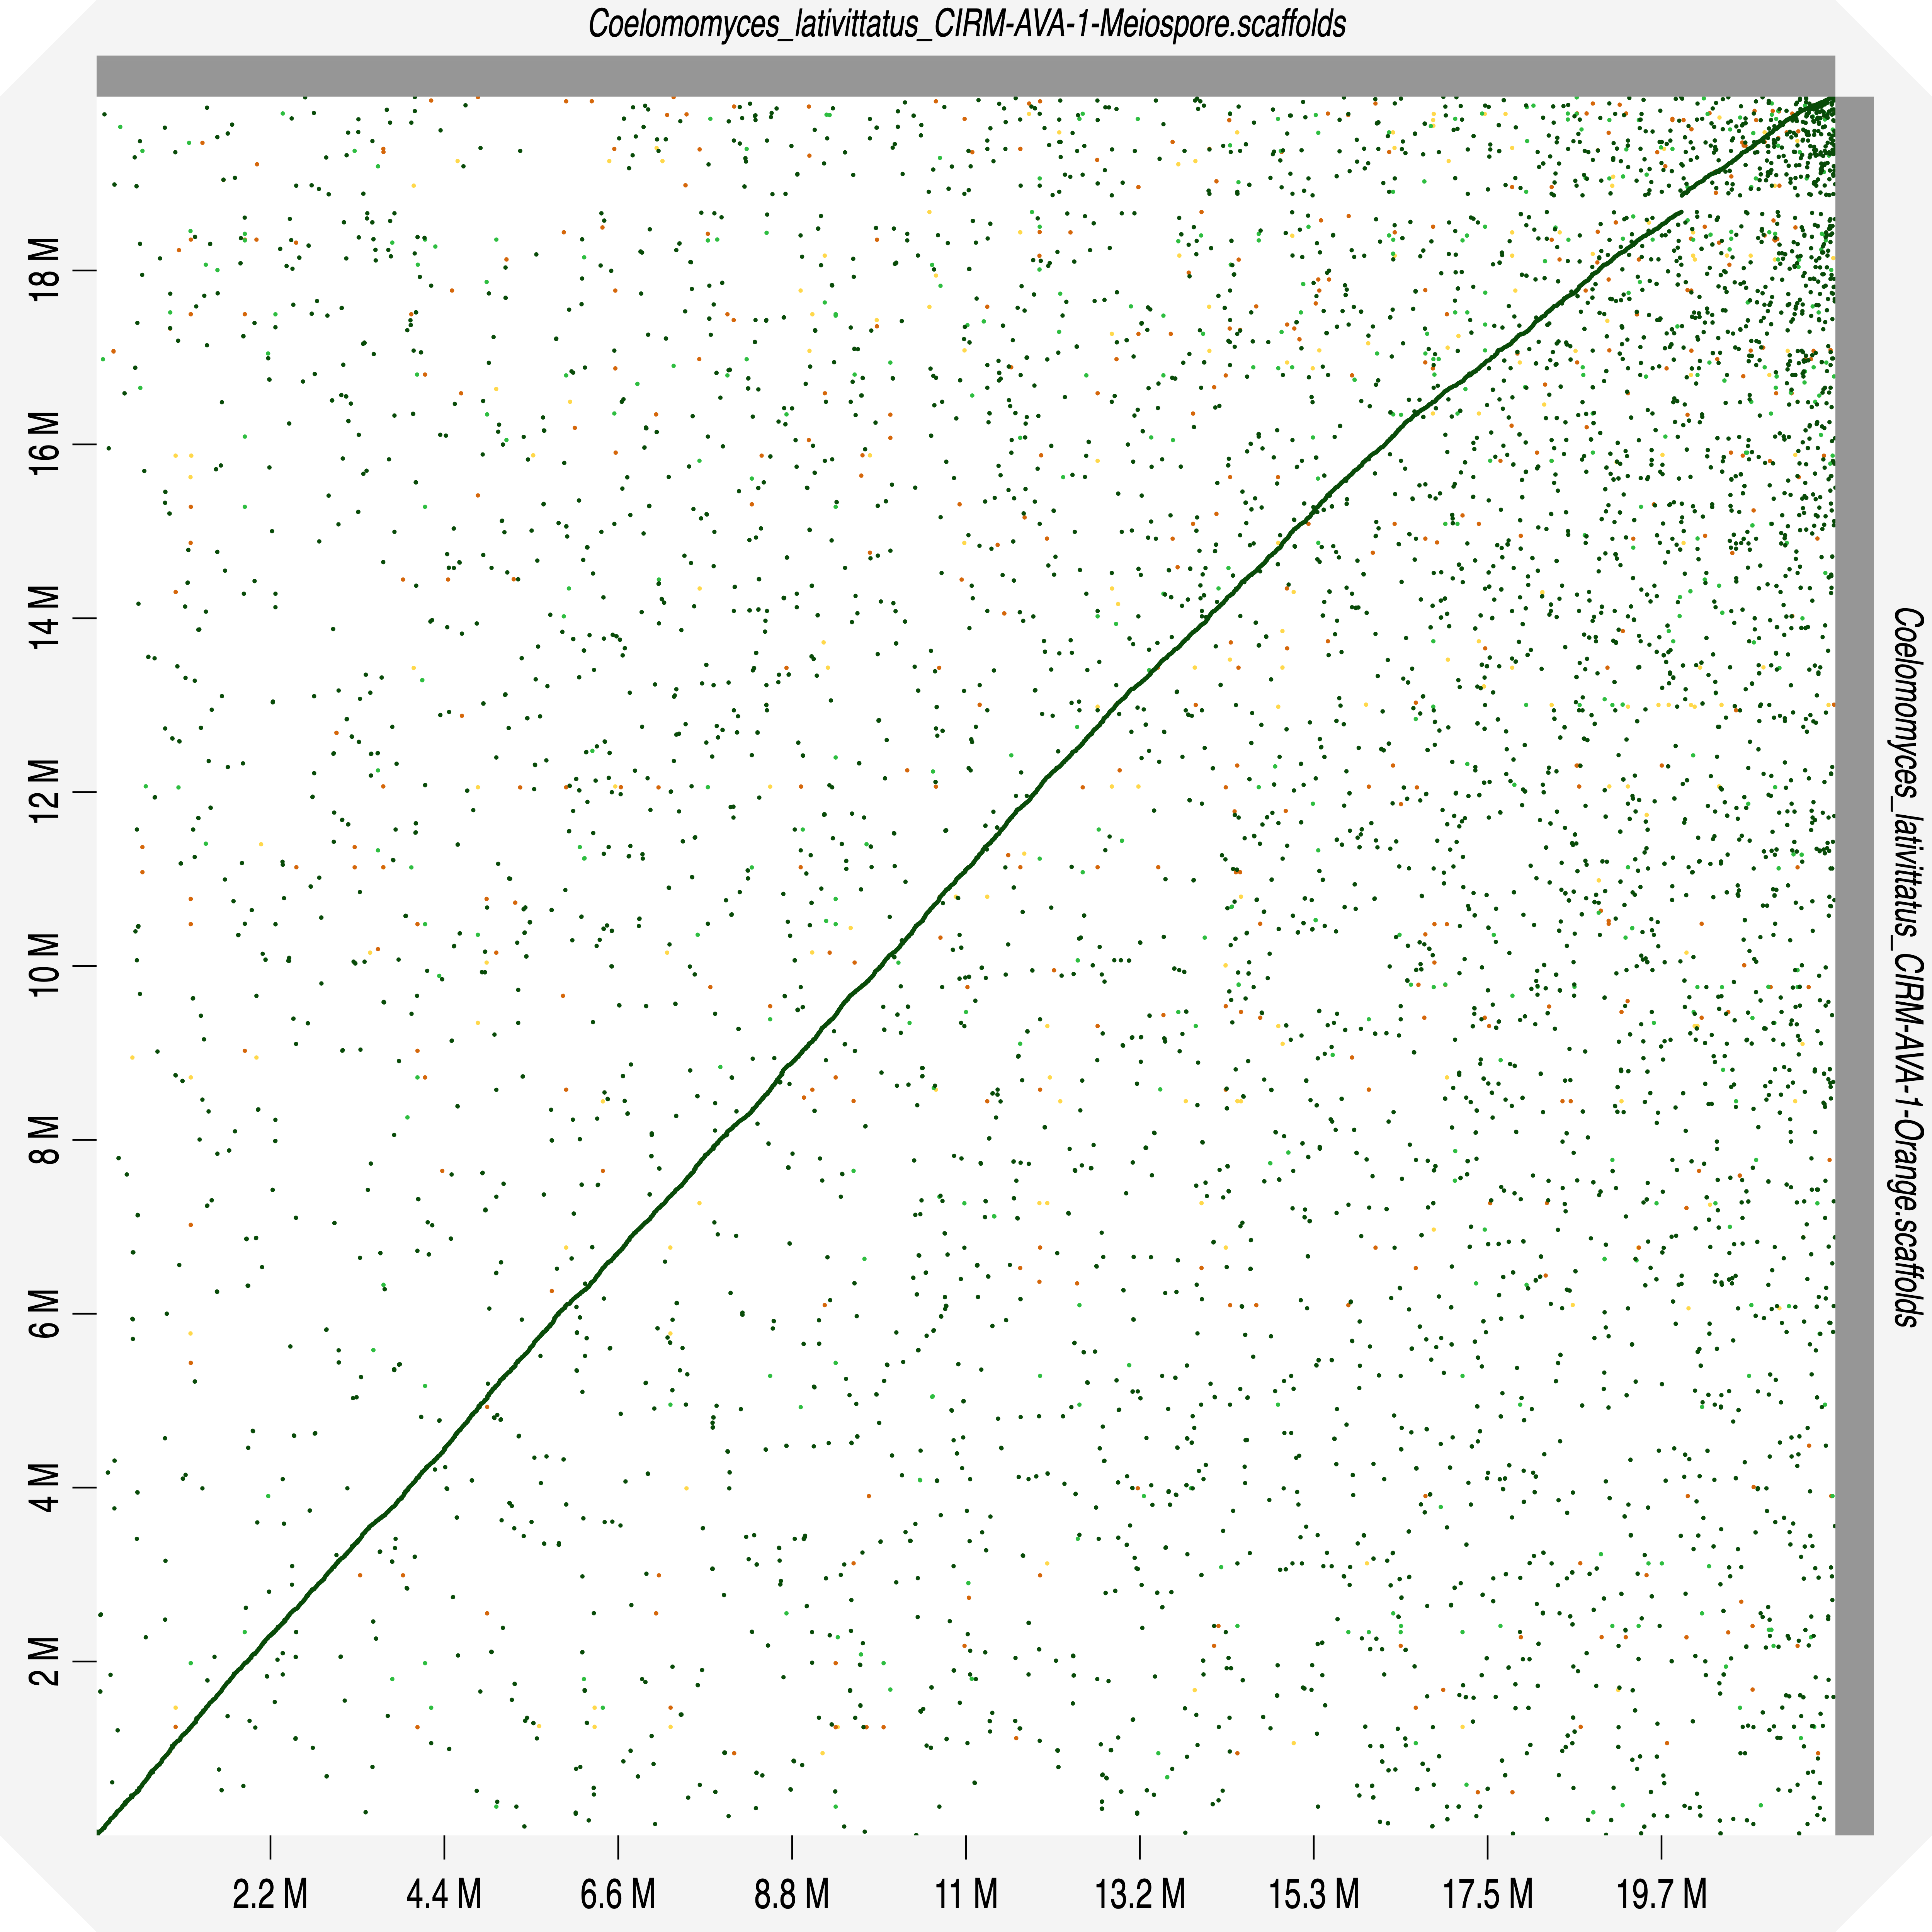 Coelomomyces_lativittatus_CIRM-AVA-1-Meiospore.scaffolds
18 M
16 M
14 M
12 M
10 M
8 M
6 M
4 M
2 M
Coelomomyces_lativittatus_CIRM-AVA-1-Orange.scaffolds
2.2 M
4.4 M
6.6 M
8.8 M
11 M
13.2 M
15.3 M
17.5 M
19.7 M